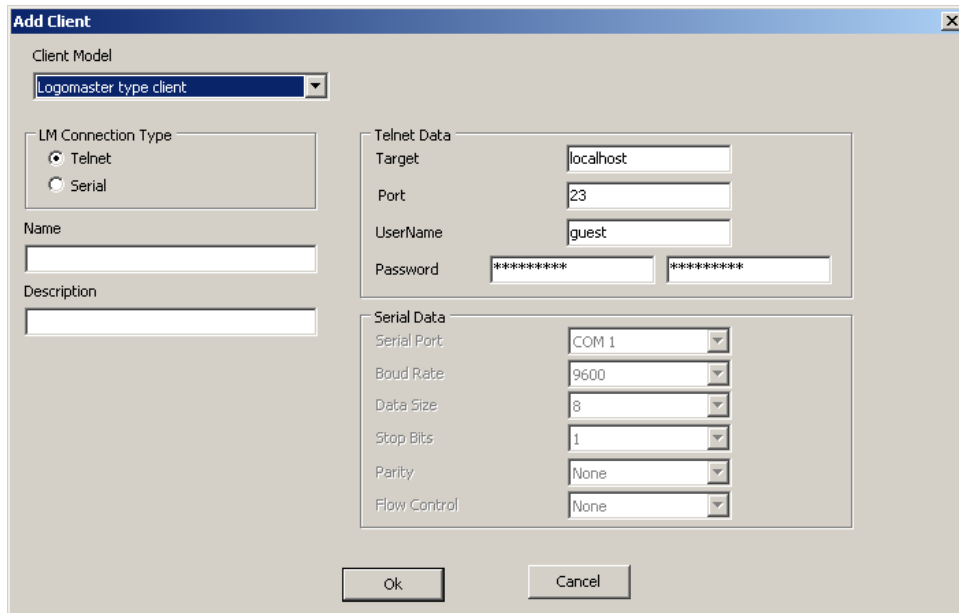 Add Client
Client Model
Logomaster type client
LM Connection Type
Telnet
Serial
Name
Description
Telnet Data
Target localhost
Port 23
UserName guest
Password ********* *********
Serial Data
Serial Port COM 1
Boud Rate 9600
Data Size 8
Stop Bits 1
Parity None
Flow Control None
Ok Cancel